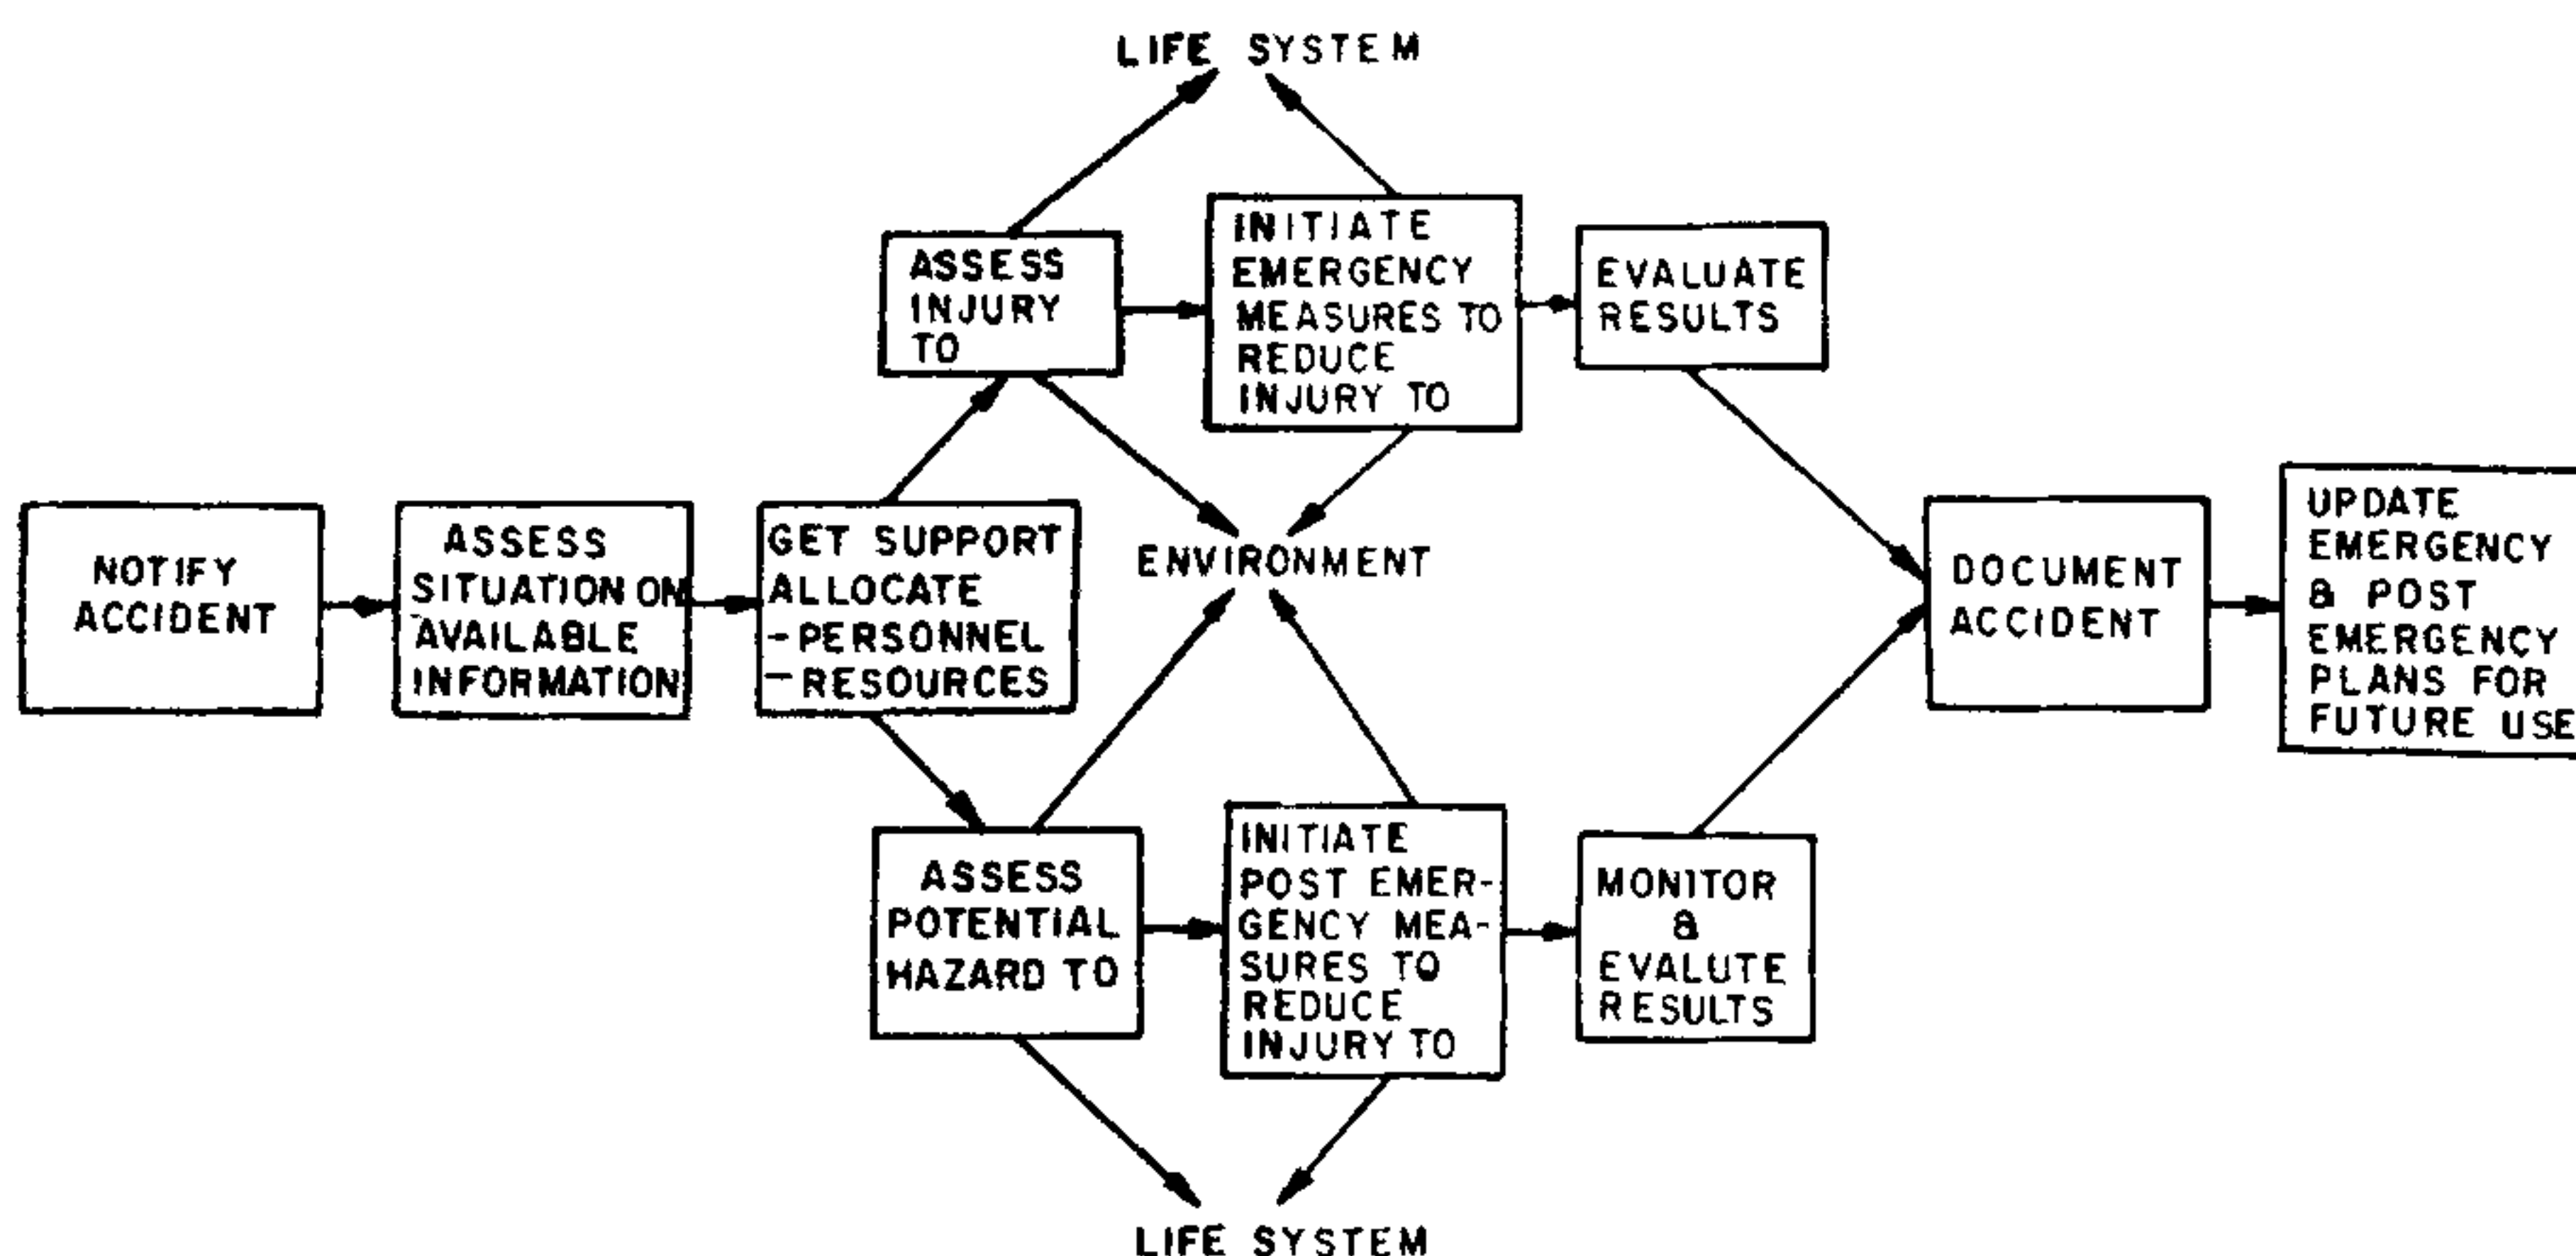 LIFE SYSTEM
ASSESS
INJURY
TO
INITIATE
EMERGENCY
MEASURES TO
REDUCE
INJURY TO
EVALUATE
RESULTS
NOTIFY
ACCIDENT
ASSESS
SITUATION ON
AVAILABLE
INFORMATION
GET SUPPORT
ALLOCATE
-PERSONNEL
-RESOURCES
ENVIRONMENT
DOCUMENT
ACCIDENT
UPDATE
EMERGENCY
& POST
EMERGENCY
PLANS FOR
FUTURE USE
ASSESS
POTENTIAL
HAZARD TO
INITIATE
POST EMER-
GENCY MEA-
SURES TO
REDUCE
INJURY TO
MONITOR
&
EVALUTE
RESULTS
LIFE SYSTEM